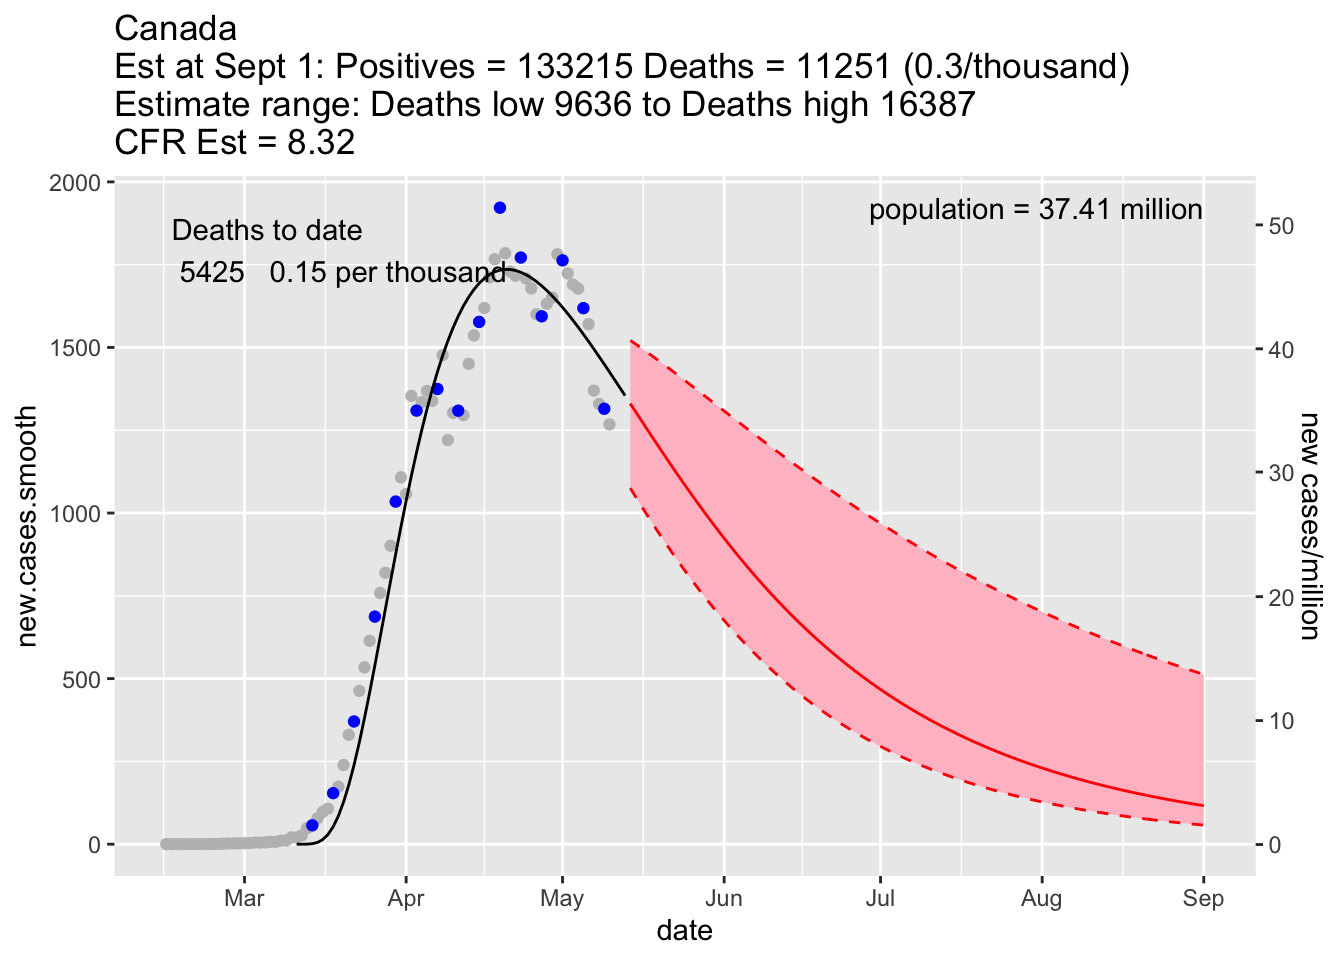 Canada
Est at Sept 1: Positives = 133215 Deaths = 11251 (0.3/thousand)
Estimate range: Deaths low 9636 to Deaths high 16387
CFR Est = 8.32
2000
1500
1000
500
0
new.cases.smooth
Deaths to date
5425 0.15 per thousand
population = 37.41 million
50
40
30
20
10
0
new cases/million
Mar Apr May Jun Jul Aug Sep
date